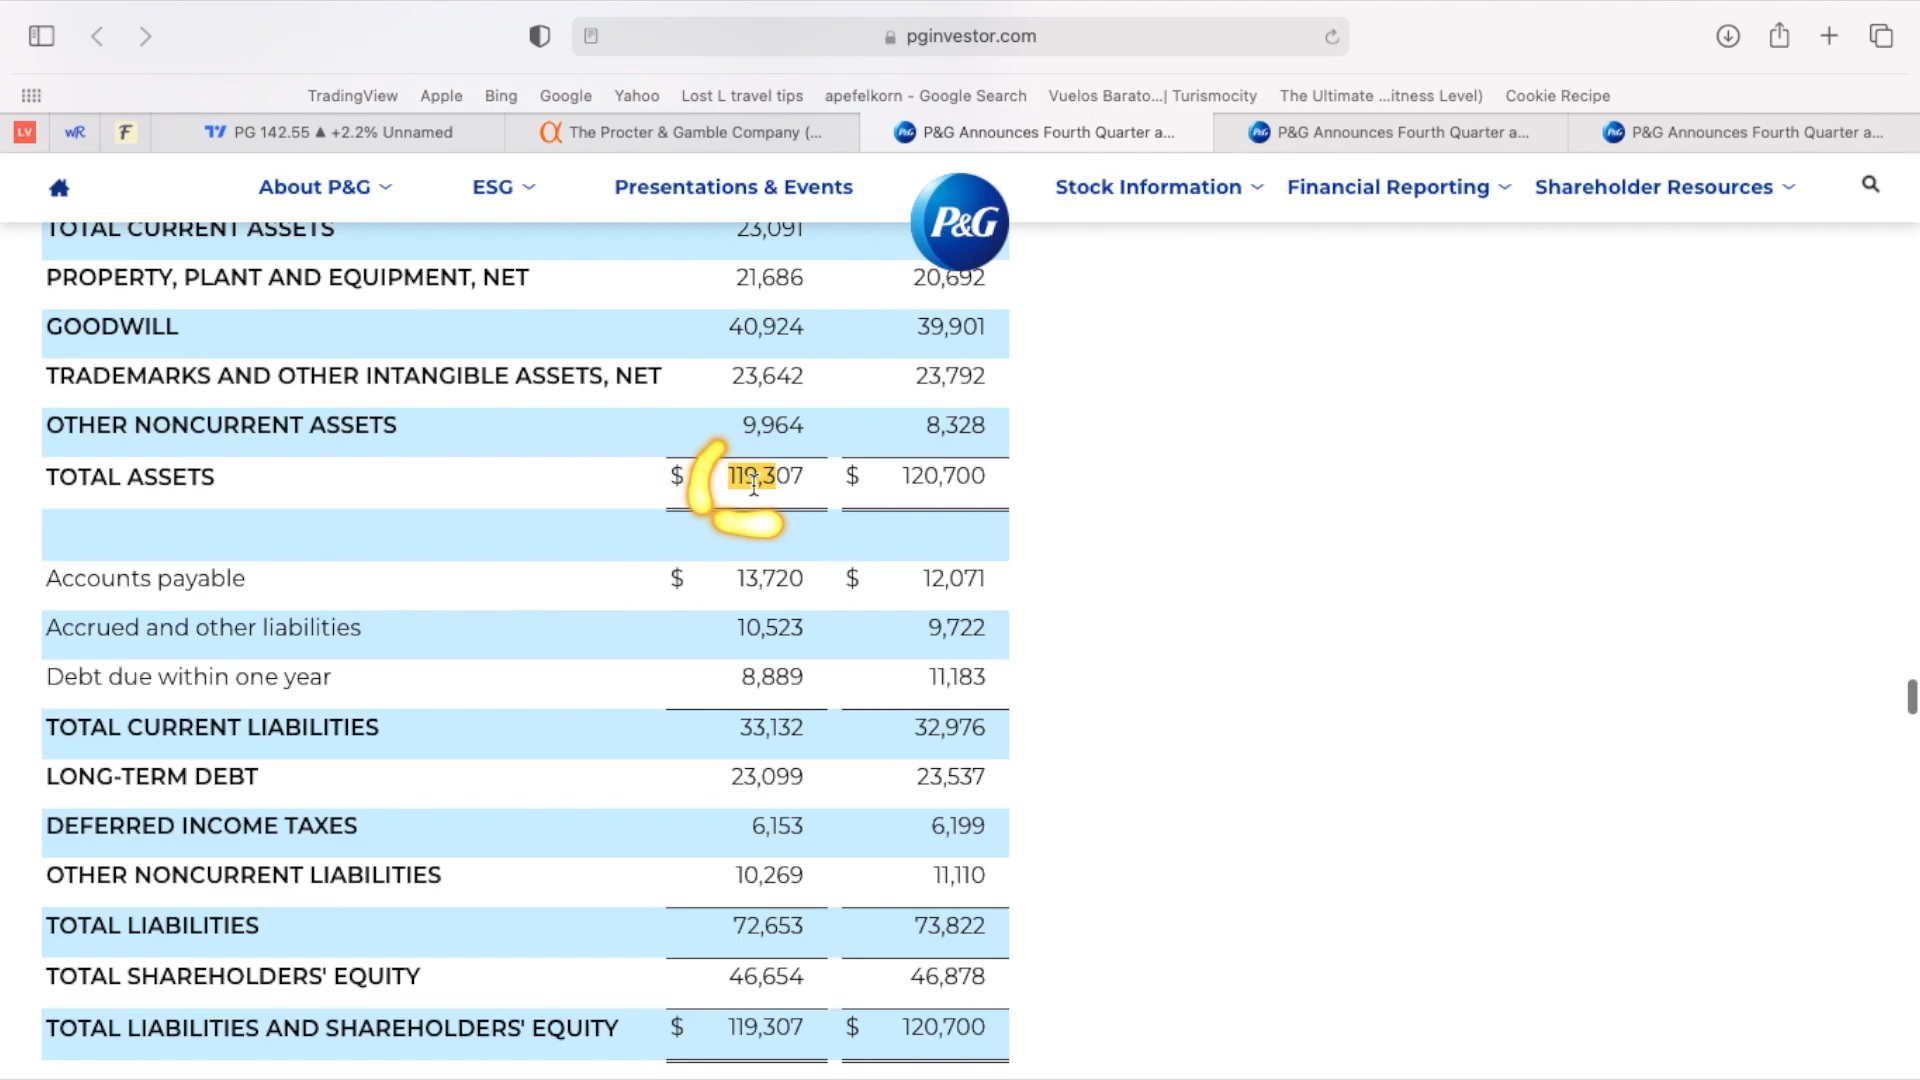 pginvestor.com
TradingView Apple Bing Google Yahoo Lost L travel tips apefelkorn - Google Search Vuelos Barato...| Turismocity The Ultimate ...itness Level) Cookie Recipe
LV wR F PG 142.55 ▲ +2.2% Unnamed The Procter & Gamble Company (... P&G Announces Fourth Quarter a... P&G Announces Fourth Quarter a... P&G Announces Fourth Quarter a...
About P&G ESG Presentations & Events P&G Stock Information Financial Reporting Shareholder Resources
TOTAL CURRENT ASSETS 23,091
PROPERTY, PLANT AND EQUIPMENT, NET 21,686 20,692
GOODWILL 40,924 39,901
TRADEMARKS AND OTHER INTANGIBLE ASSETS, NET 23,642 23,792
OTHER NONCURRENT ASSETS 9,964 8,328
TOTAL ASSETS $ 119,307 $ 120,700
Accounts payable $ 13,720 $ 12,071
Accrued and other liabilities 10,523 9,722
Debt due within one year 8,889 11,183
TOTAL CURRENT LIABILITIES 33,132 32,976
LONG-TERM DEBT 23,099 23,537
DEFERRED INCOME TAXES 6,153 6,199
OTHER NONCURRENT LIABILITIES 10,269 11,110
TOTAL LIABILITIES 72,653 73,822
TOTAL SHAREHOLDERS' EQUITY 46,654 46,878
TOTAL LIABILITIES AND SHAREHOLDERS' EQUITY $ 119,307 $ 120,700